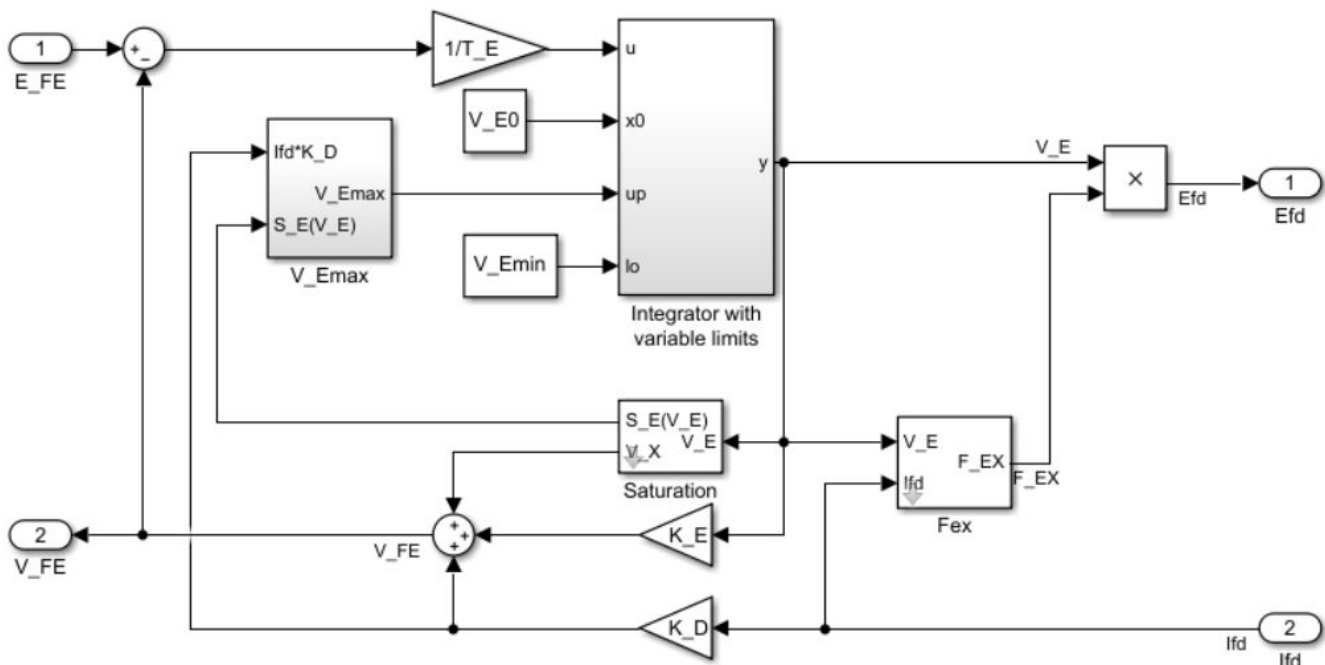 1
E_FE
+
-
1/T_E
u
V_E0
x0
Ifd*K_D
V_Emax
S_E(V_E)
V_Emax
up
V_Emin
lo
y
Integrator with
variable limits
V_E
×
Efd
1
Efd
S_E(V_E)
V_E
V_X
Saturation
V_E
F_EX
Ifd
F_EX
Fex
2
V_FE
V_FE
+
+
+
K_E
K_D
Ifd
2
Ifd